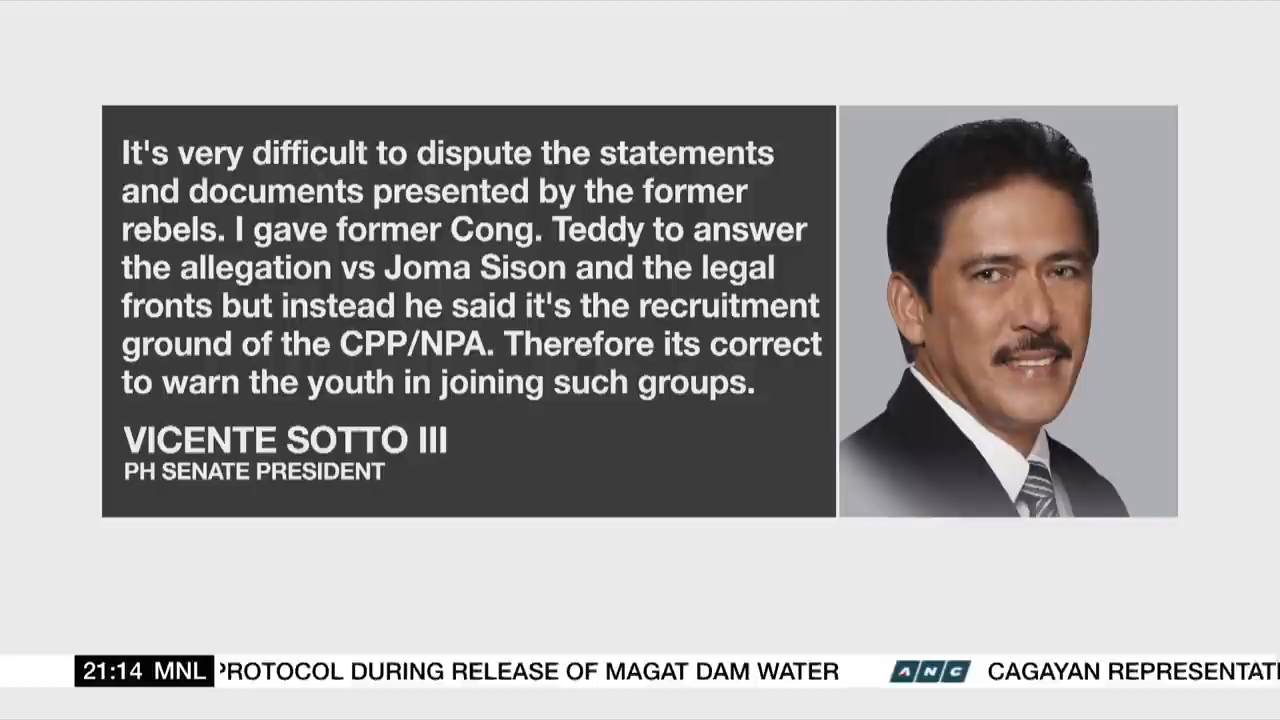 It's very difficult to dispute the statements
and documents presented by the former
rebels. I gave former Cong. Teddy to answer
the allegation vs Joma Sison and the legal
fronts but instead he said it's the recruitment
ground of the CPP/NPA. Therefore its correct
to warn the youth in joining such groups.
VICENTE SOTTO III
PH SENATE PRESIDENT
21:14 MNL PROTOCOL DURING RELEASE OF MAGAT DAM WATER ANC CAGAYAN REPRESENTATI